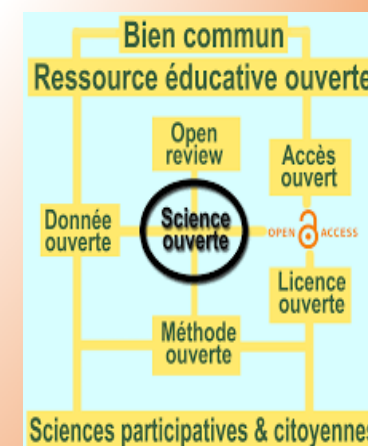 Bien commun
Ressource éducative ouverte
Open
review
Accès
ouvert
Donnée
ouverte
Science
ouverte
OPEN ACCESS
Licence
ouverte
Méthode
ouverte
Sciences participatives & citoyennes